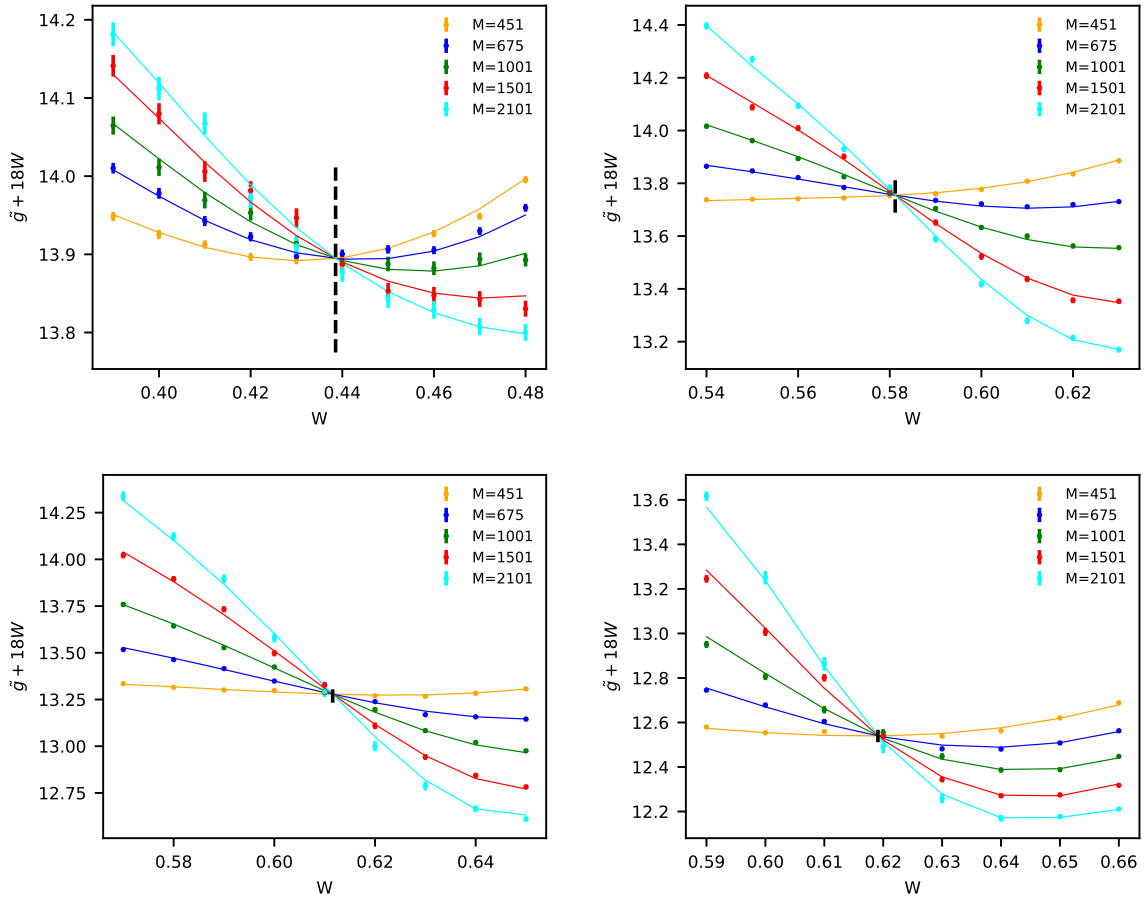 14.2
14.1
14.0
13.9
13.8
g̃ + 18W
0.40 0.42 0.44 0.46 0.48
W
M=451
M=675
M=1001
M=1501
M=2101
14.4
14.2
14.0
13.8
13.6
13.4
13.2
g̃ + 18W
0.54 0.56 0.58 0.60 0.62
W
M=451
M=675
M=1001
M=1501
M=2101
14.25
14.00
13.75
13.50
13.25
13.00
12.75
g̃ + 18W
0.58 0.60 0.62 0.64
W
M=451
M=675
M=1001
M=1501
M=2101
13.6
13.4
13.2
13.0
12.8
12.6
12.4
12.2
g̃ + 18W
0.59 0.60 0.61 0.62 0.63 0.64 0.65 0.66
W
M=451
M=675
M=1001
M=1501
M=2101